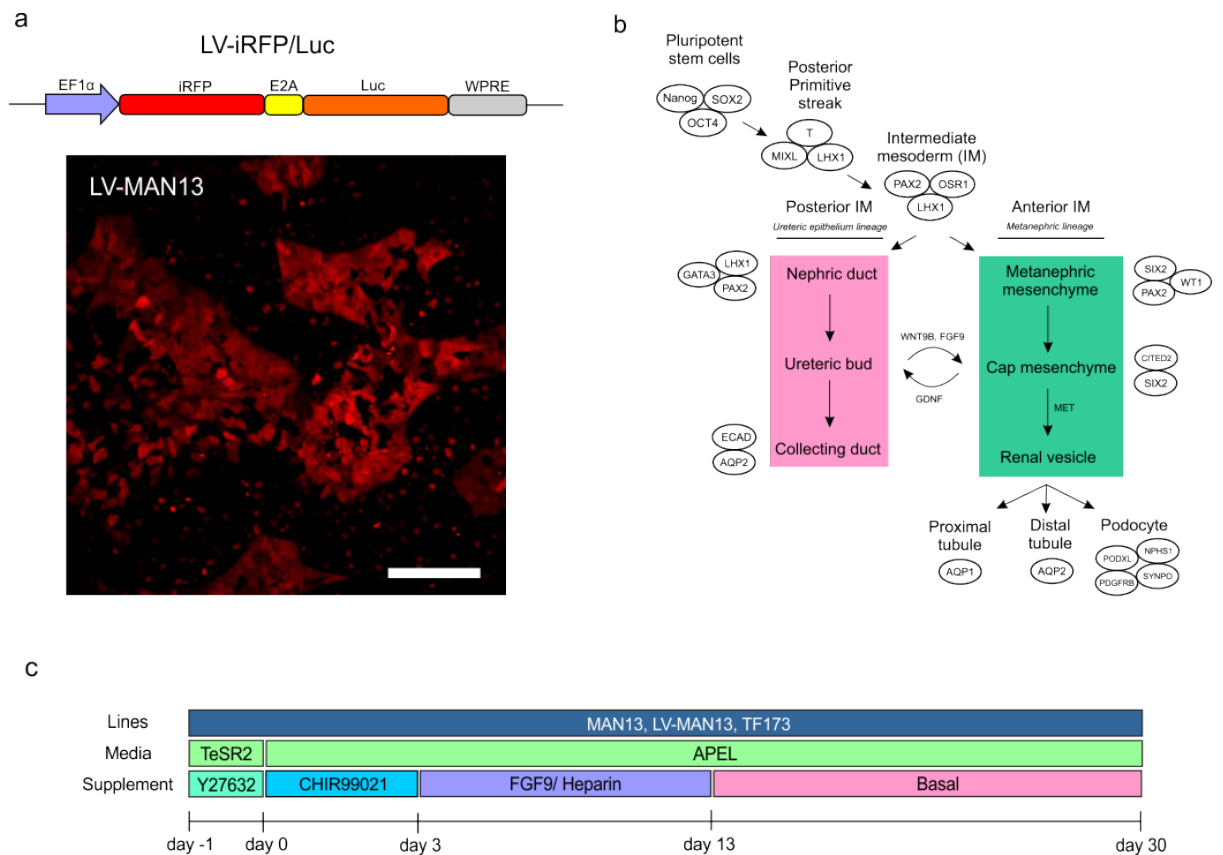 a
LV-iRFP/Luc
EF1α
iRFP
E2A
Luc
WPRE
LV-MAN13
b
Pluripotent
stem cells
Nanog
SOX2
OCT4
Posterior
Primitive
streak
T
MIXL
LHX1
Intermediate
mesoderm (IM)
PAX2
OSR1
LHX1
Posterior IM
Ureteric epithelium lineage
Anterior IM
Metanephric lineage
LHX1
GATA3
PAX2
Nephric duct
Ureteric bud
Collecting duct
ECAD
AQP2
WNT9B, FGF9
GDNF
Metanephric
mesenchyme
Cap mesenchyme
MET
Renal vesicle
SIX2
WT1
PAX2
CITED2
SIX2
Proximal
tubule
AQP1
Distal
tubule
AQP2
Podocyte
PODXL
NPHS1
PDGFRB
SYNPO
c
Lines
MAN13, LV-MAN13, TF173
Media
TeSR2
APEL
Supplement
Y27632
CHIR99021
FGF9/ Heparin
Basal
day -1
day 0
day 3
day 13
day 30